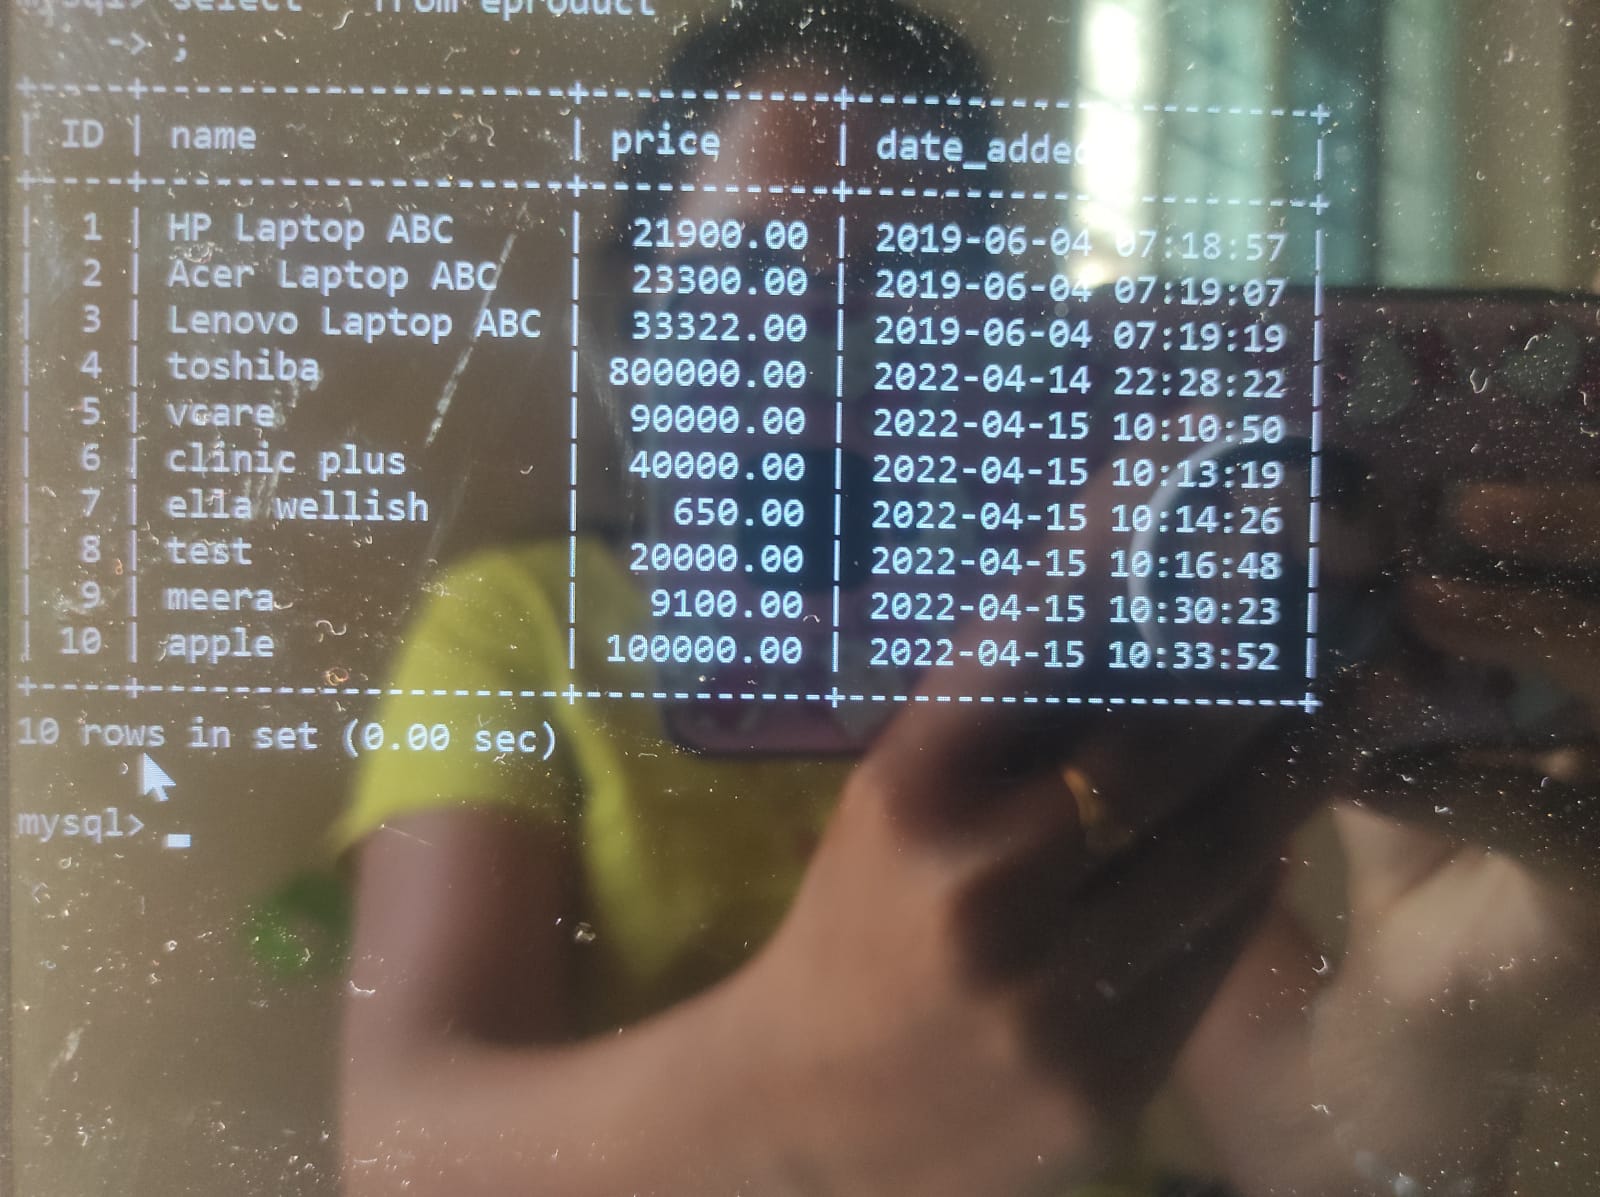 mysql> select * from eproduct
-> ;
+----+--------------------+-----------+---------------------+
| ID | name | price | date_added |
+----+--------------------+-----------+---------------------+
| 1 | HP Laptop ABC | 21900.00 | 2019-06-04 07:18:57 |
| 2 | Acer Laptop ABC | 23300.00 | 2019-06-04 07:19:07 |
| 3 | Lenovo Laptop ABC | 33322.00 | 2019-06-04 07:19:19 |
| 4 | toshiba | 800000.00 | 2022-04-14 22:28:22 |
| 5 | vcare | 90000.00 | 2022-04-15 10:10:50 |
| 6 | clinic plus | 40000.00 | 2022-04-15 10:13:19 |
| 7 | ella wellish | 650.00 | 2022-04-15 10:14:26 |
| 8 | test | 20000.00 | 2022-04-15 10:16:48 |
| 9 | meera | 9100.00 | 2022-04-15 10:30:23 |
| 10 | apple | 100000.00 | 2022-04-15 10:33:52 |
+----+--------------------+-----------+---------------------+
10 rows in set (0.00 sec)
mysql> _